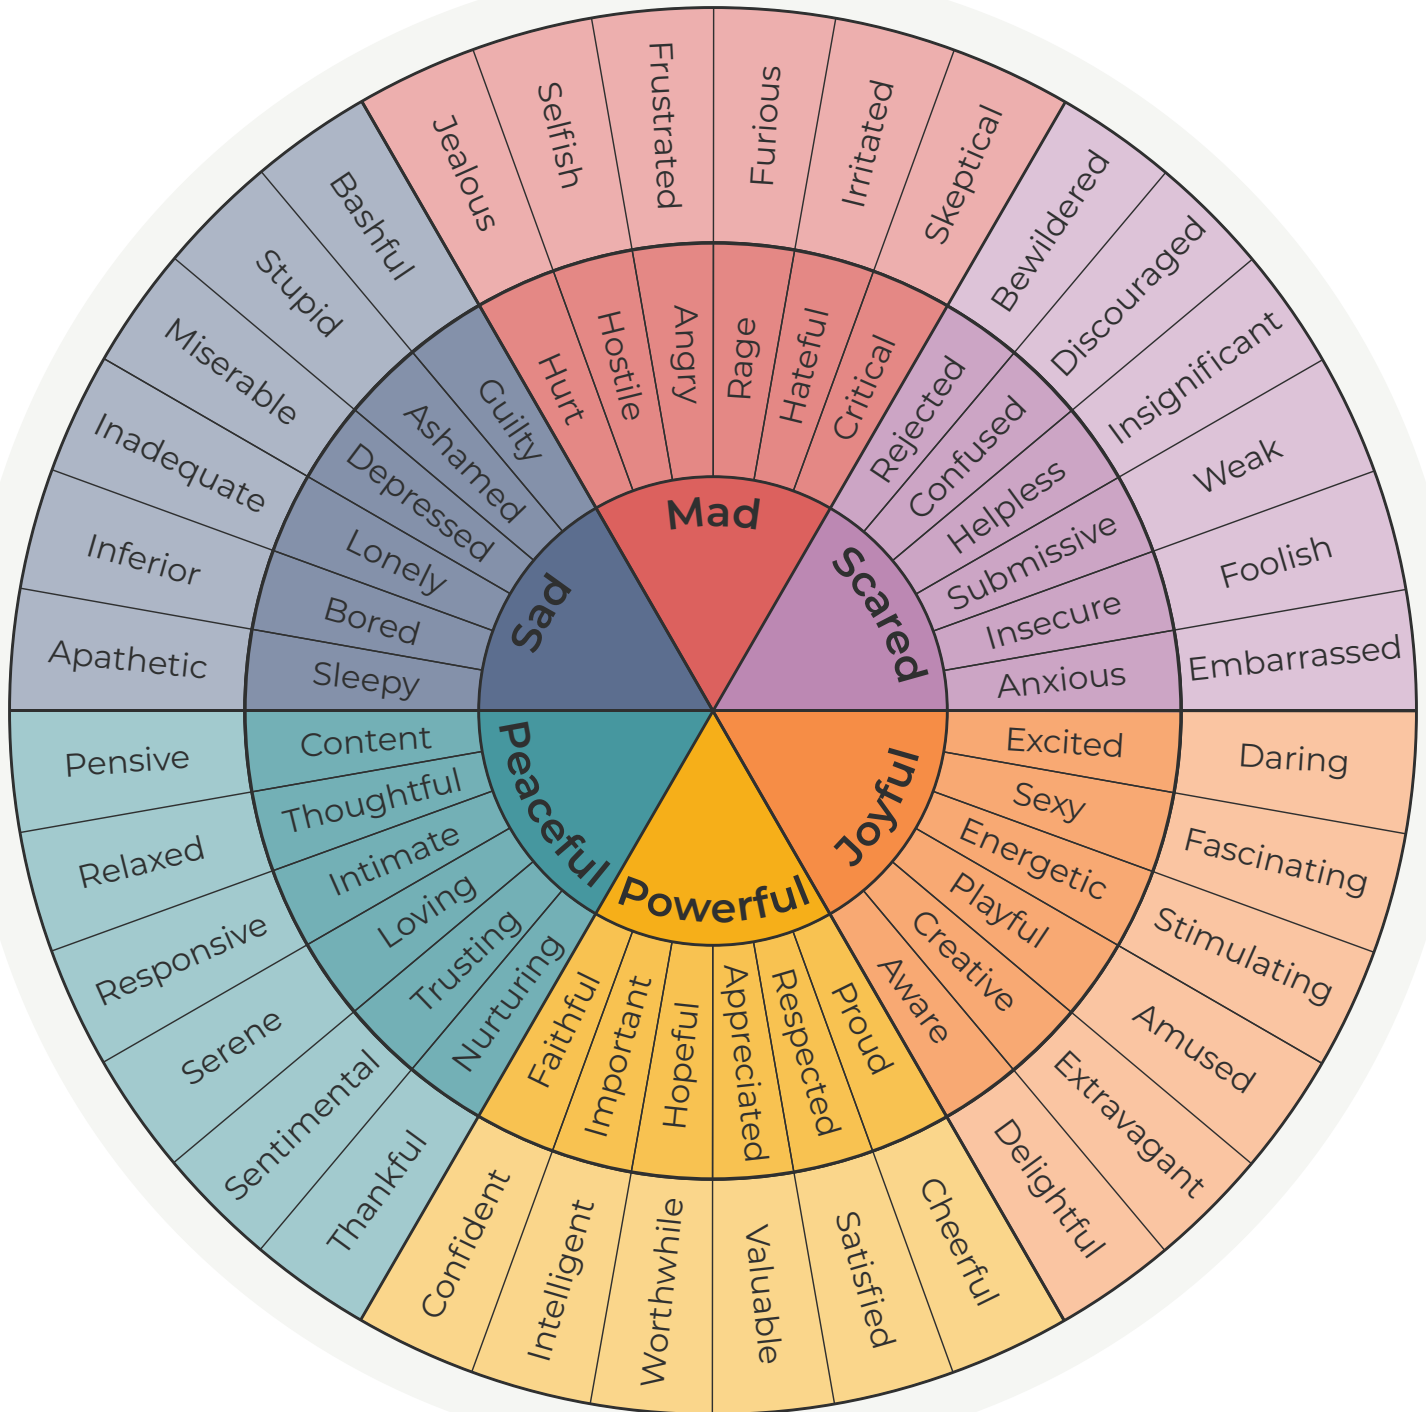 Mad
Hurt
Hostile
Angry
Rage
Hateful
Critical
Jealous
Selfish
Frustrated
Furious
Irritated
Skeptical
Scared
Rejected
Confused
Helpless
Submissive
Insecure
Anxious
Bewildered
Discouraged
Insignificant
Weak
Foolish
Embarrassed
Joyful
Excited
Sexy
Energetic
Playful
Creative
Aware
Daring
Fascinating
Stimulating
Amused
Extravagant
Delightful
Powerful
Proud
Respected
Appreciated
Hopeful
Important
Faithful
Cheerful
Satisfied
Valuable
Worthwhile
Intelligent
Confident
Peaceful
Nurturing
Trusting
Loving
Intimate
Thoughtful
Content
Thankful
Sentimental
Serene
Responsive
Relaxed
Pensive
Sad
Sleepy
Bored
Lonely
Depressed
Ashamed
Guilty
Apathetic
Inferior
Inadequate
Miserable
Stupid
Bashful